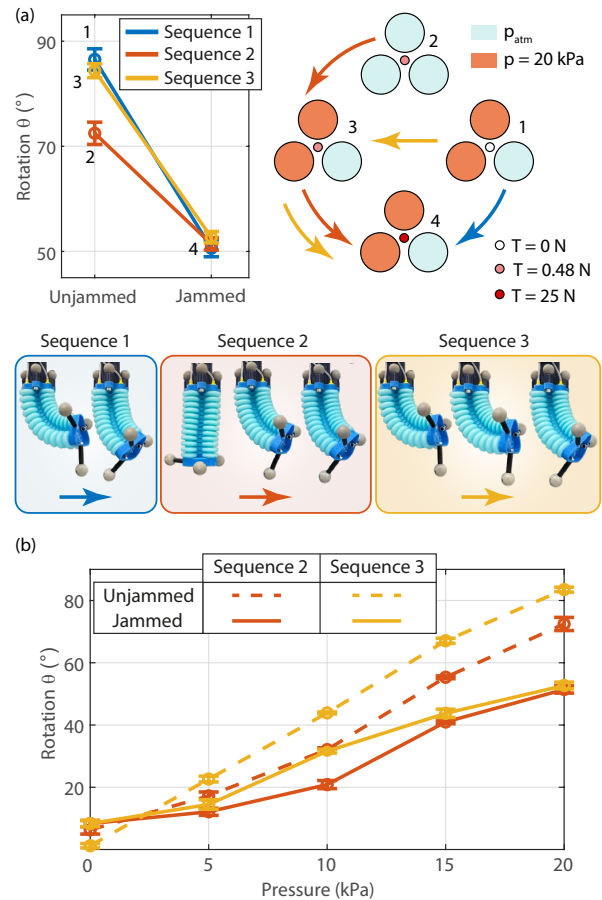 (a)
90
70
50
Rotation θ (°)
Unjammed
Jammed
1
3
2
4
Sequence 1
Sequence 2
Sequence 3
p_atm
p = 20 kPa
2
3
1
4
T = 0 N
T = 0.48 N
T = 25 N
Sequence 1
Sequence 2
Sequence 3
(b)
Sequence 2 Sequence 3
Unjammed
Jammed
80
60
40
20
Rotation θ (°)
0 5 10 15 20
Pressure (kPa)